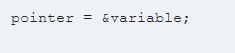 pointer = &variable;